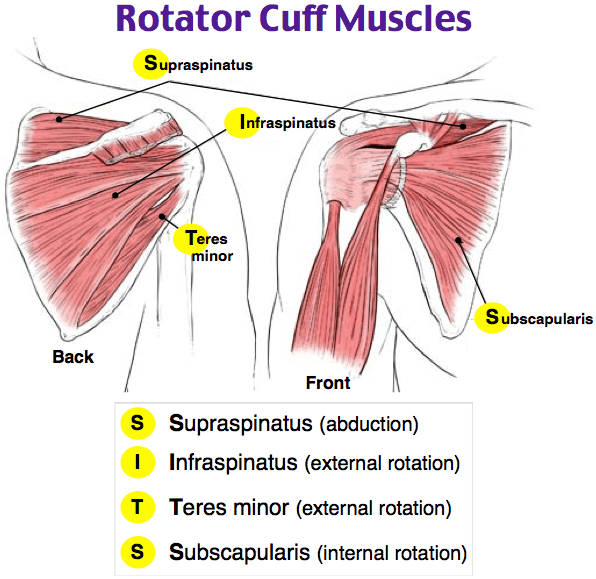 Rotator Cuff Muscles
Supraspinatus
Infraspinatus
Teres
minor
Subscapularis
Back
Front
S Supraspinatus (abduction)
I Infraspinatus (external rotation)
T Teres minor (external rotation)
S Subscapularis (internal rotation)